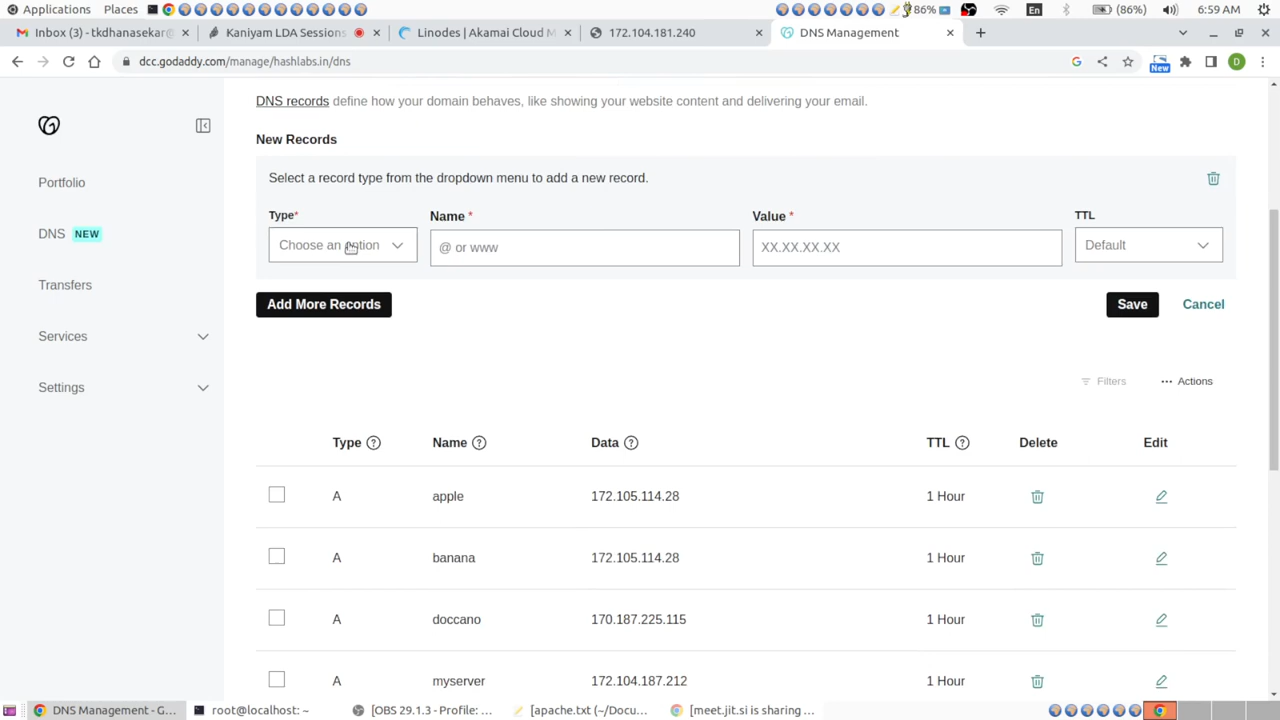 Applications Places 86% En (86%) 6:59 AM
Inbox (3) - tkdhanasekar@ Kaniyam LDA Sessions Linodes | Akamai Cloud M 172.104.181.240 DNS Management
dcc.godaddy.com/manage/hashlabs.in/dns New D
DNS records define how your domain behaves, like showing your website content and delivering your email.
New Records
Select a record type from the dropdown menu to add a new record.
Type* Name * Value * TTL
Choose an option @ or www XX.XX.XX.XX Default
Add More Records Save Cancel
Portfolio
DNS NEW
Transfers
Services
Settings
Filters ... Actions
Type Name Data TTL Delete Edit
A apple 172.105.114.28 1 Hour
A banana 172.105.114.28 1 Hour
A doccano 170.187.225.115 1 Hour
A myserver 172.104.187.212 1 Hour
DNS Management - G... root@localhost: ~ [OBS 29.1.3 - Profile: ... [apache.txt (~/Docu... [meet.jit.si is sharing ...